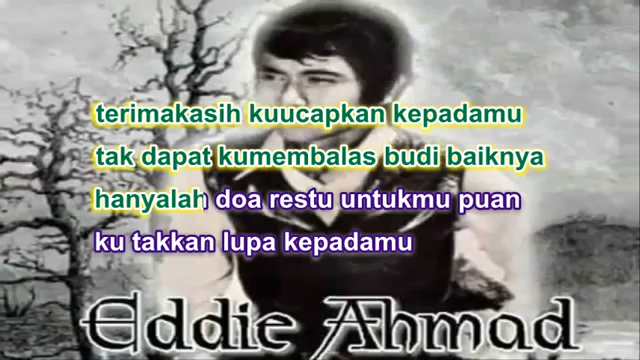 terimakasih kuucapkan kepadamu
tak dapat kumembalas budi baiknya
hanyalah doa restu untukmu puan
ku takkan lupa kepadamu
Eddie Ahmad